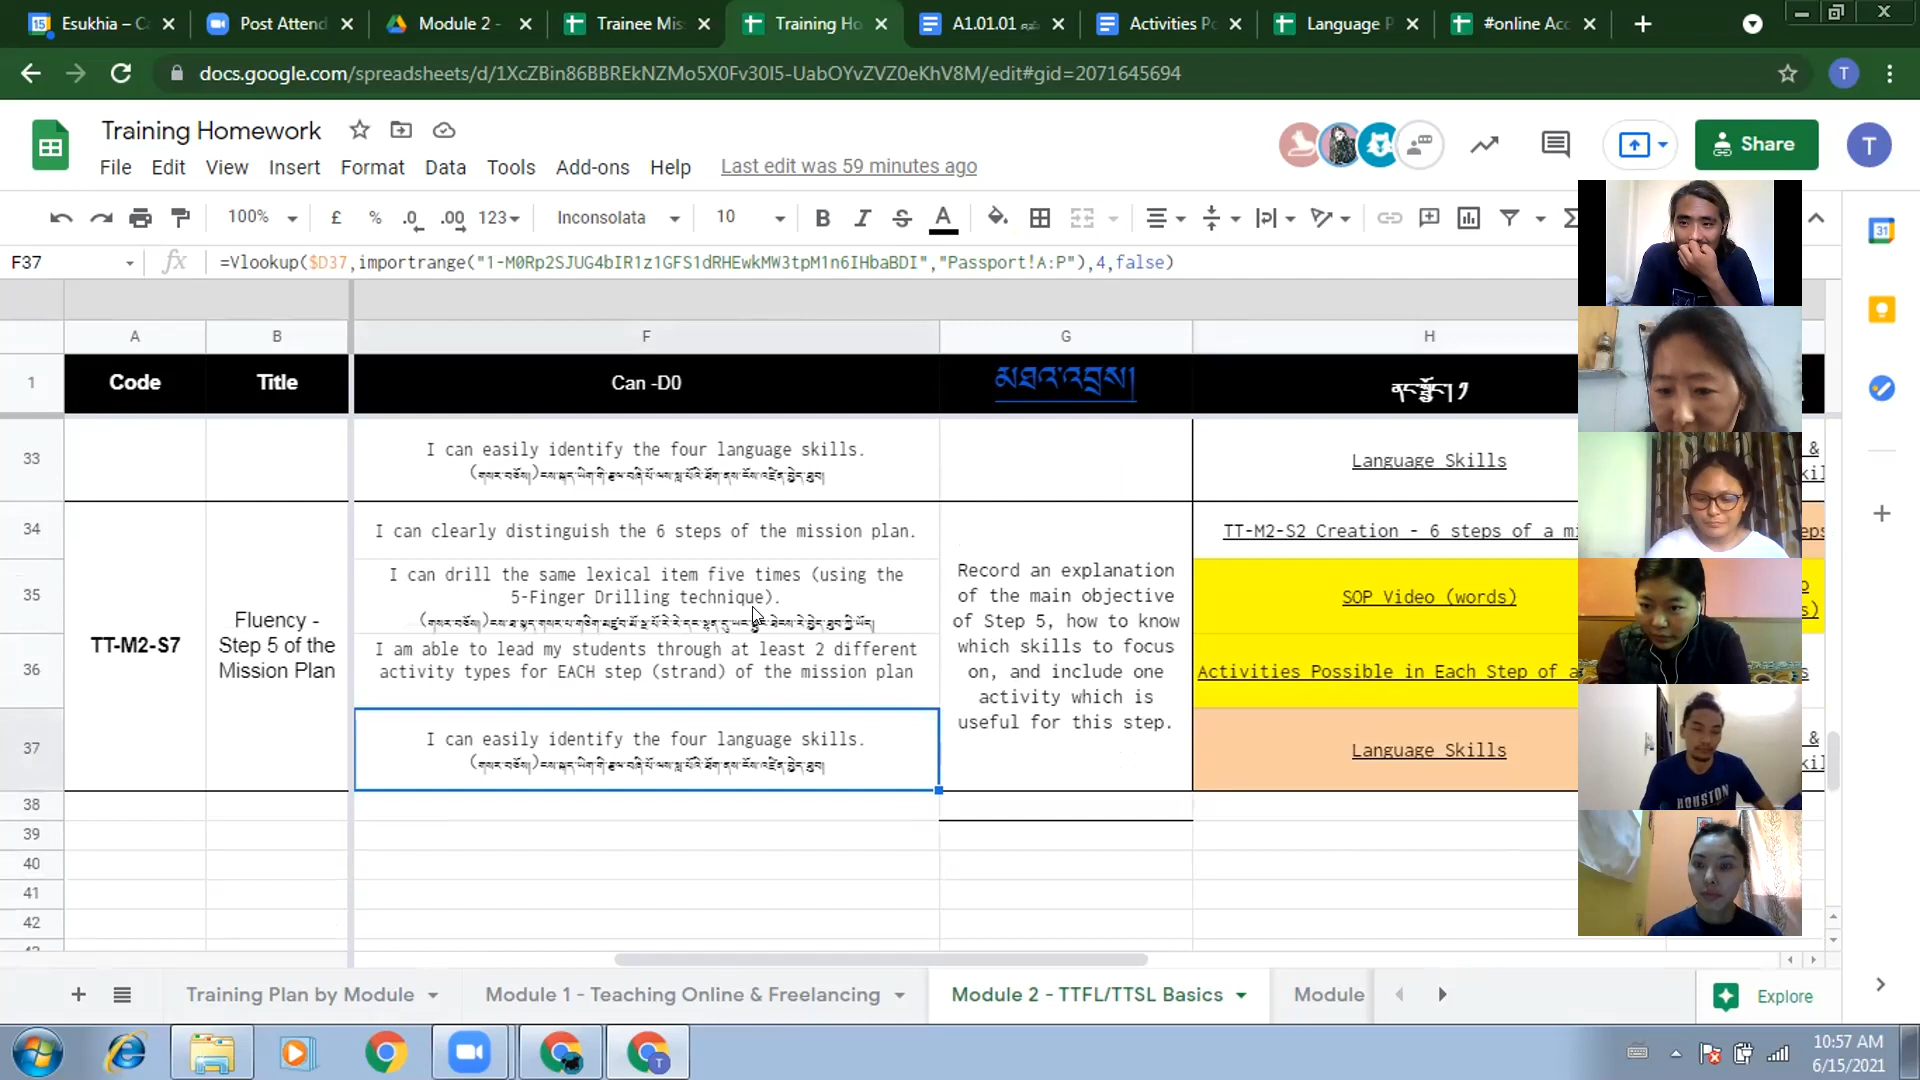 Esukhia – Ca
Post Attend
Module 2 -
Trainee Mis
Training Ho
A1.01.01
Activities Po
Language P
#online Acc
docs.google.com/spreadsheets/d/1XcZBin86BBREkNZMo5X0Fv30I5-UabOYvZVZ0eKhV8M/edit#gid=2071645694
T
Training Homework
File Edit View Insert Format Data Tools Add-ons Help Last edit was 59 minutes ago
Share
T
100% £ % .0 .00 123 Inconsolata 10 B I S A
31
F37 fx =Vlookup($D37,importrange("1-M0Rp2SJUG4bIR1z1GFS1dRHEwkMW3tpM1n6IHbaBDI","Passport!A:P"),4,false)
A B F G H
1 Code Title Can -D0 མཐའ་འབྲས། ནང་སྦྱོང། ༡
33
I can easily identify the four language skills.
Language Skills
34 I can clearly distinguish the 6 steps of the mission plan.
TT-M2-S2 Creation - 6 steps of a mi
35
I can drill the same lexical item five times (using the
5-Finger Drilling technique).
SOP Video (words)
TT-M2-S7
Fluency -
Step 5 of the
Mission Plan
Record an explanation
of the main objective
of Step 5, how to know
which skills to focus
on, and include one
activity which is
useful for this step.
36
I am able to lead my students through at least 2 different
activity types for EACH step (strand) of the mission plan
Activities Possible in Each Step of a
37
I can easily identify the four language skills.
Language Skills
HOUSTON
38
39
40
41
42
Training Plan by Module Module 1 - Teaching Online & Freelancing Module 2 - TTFL/TTSL Basics Module Explore
10:57 AM
6/15/2021